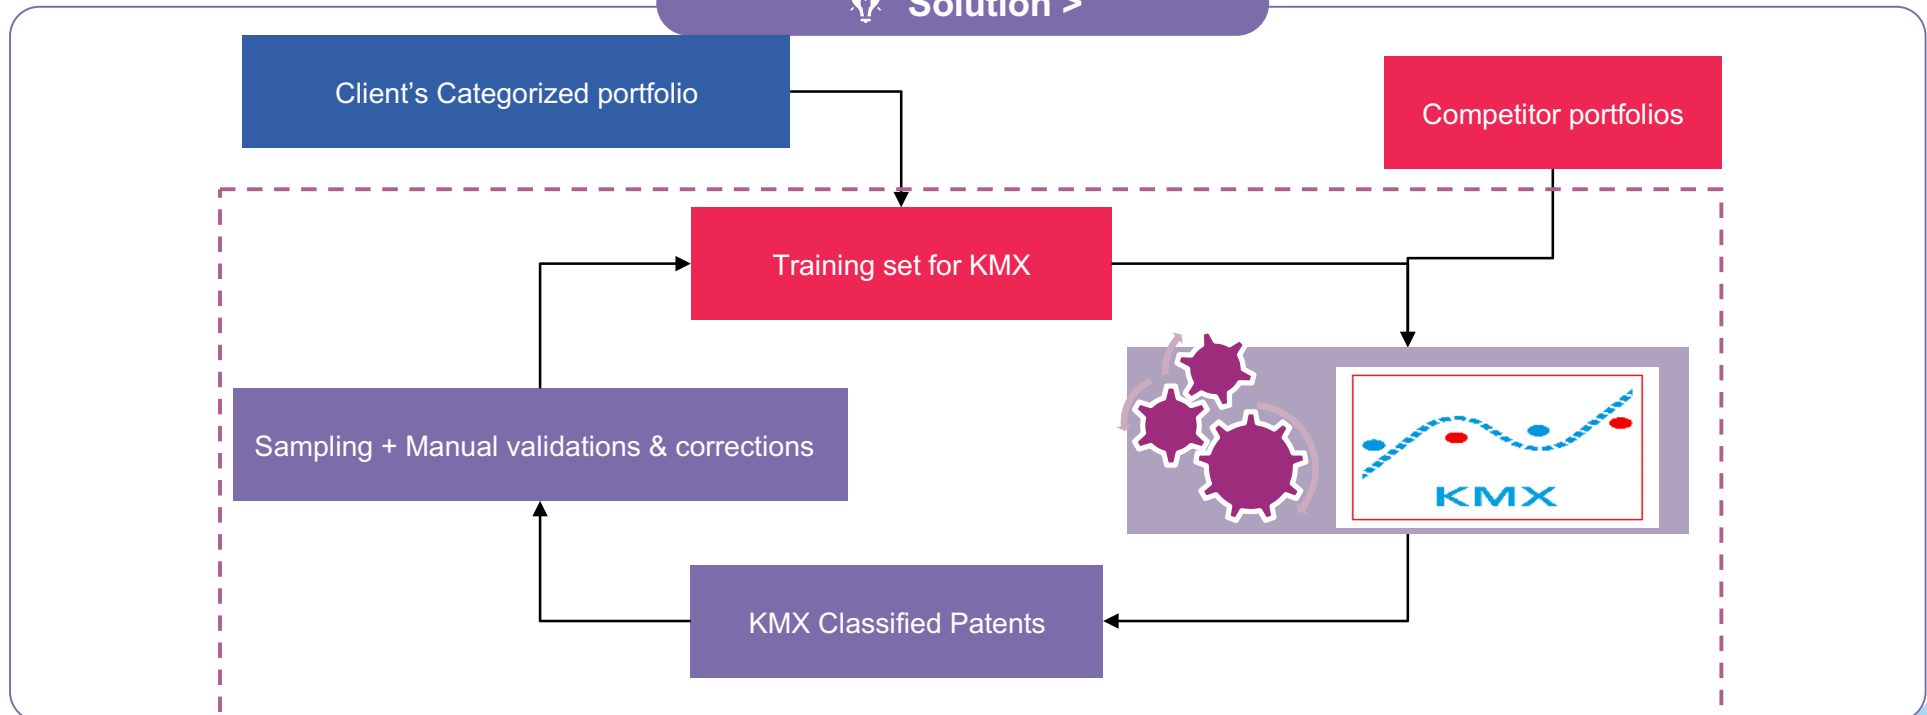 Solution >
Client’s Categorized portfolio
Competitor portfolios
Training set for KMX
Sampling + Manual validations & corrections
KMX
KMX Classified Patents